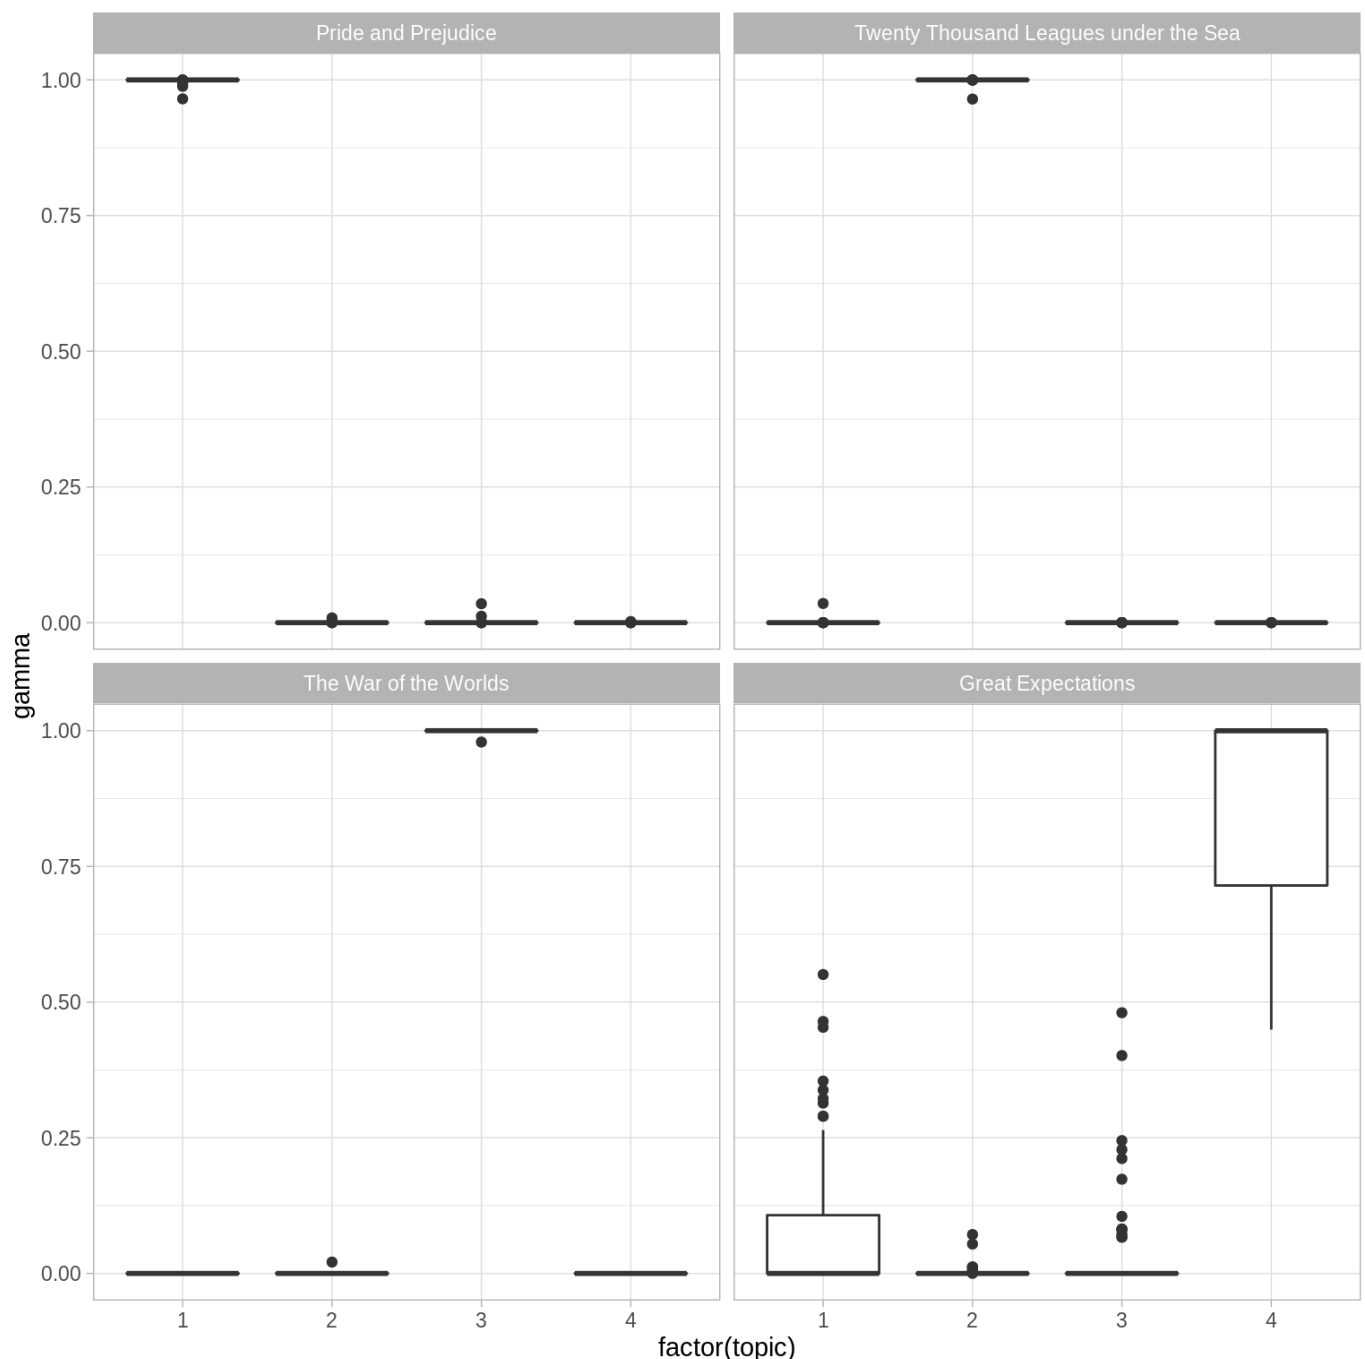 Pride and Prejudice
Twenty Thousand Leagues under the Sea
1.00
0.75
0.50
0.25
0.00
gamma
The War of the Worlds
Great Expectations
1.00
0.75
0.50
0.25
0.00
1 2 3 4
1 2 3 4
factor(topic)